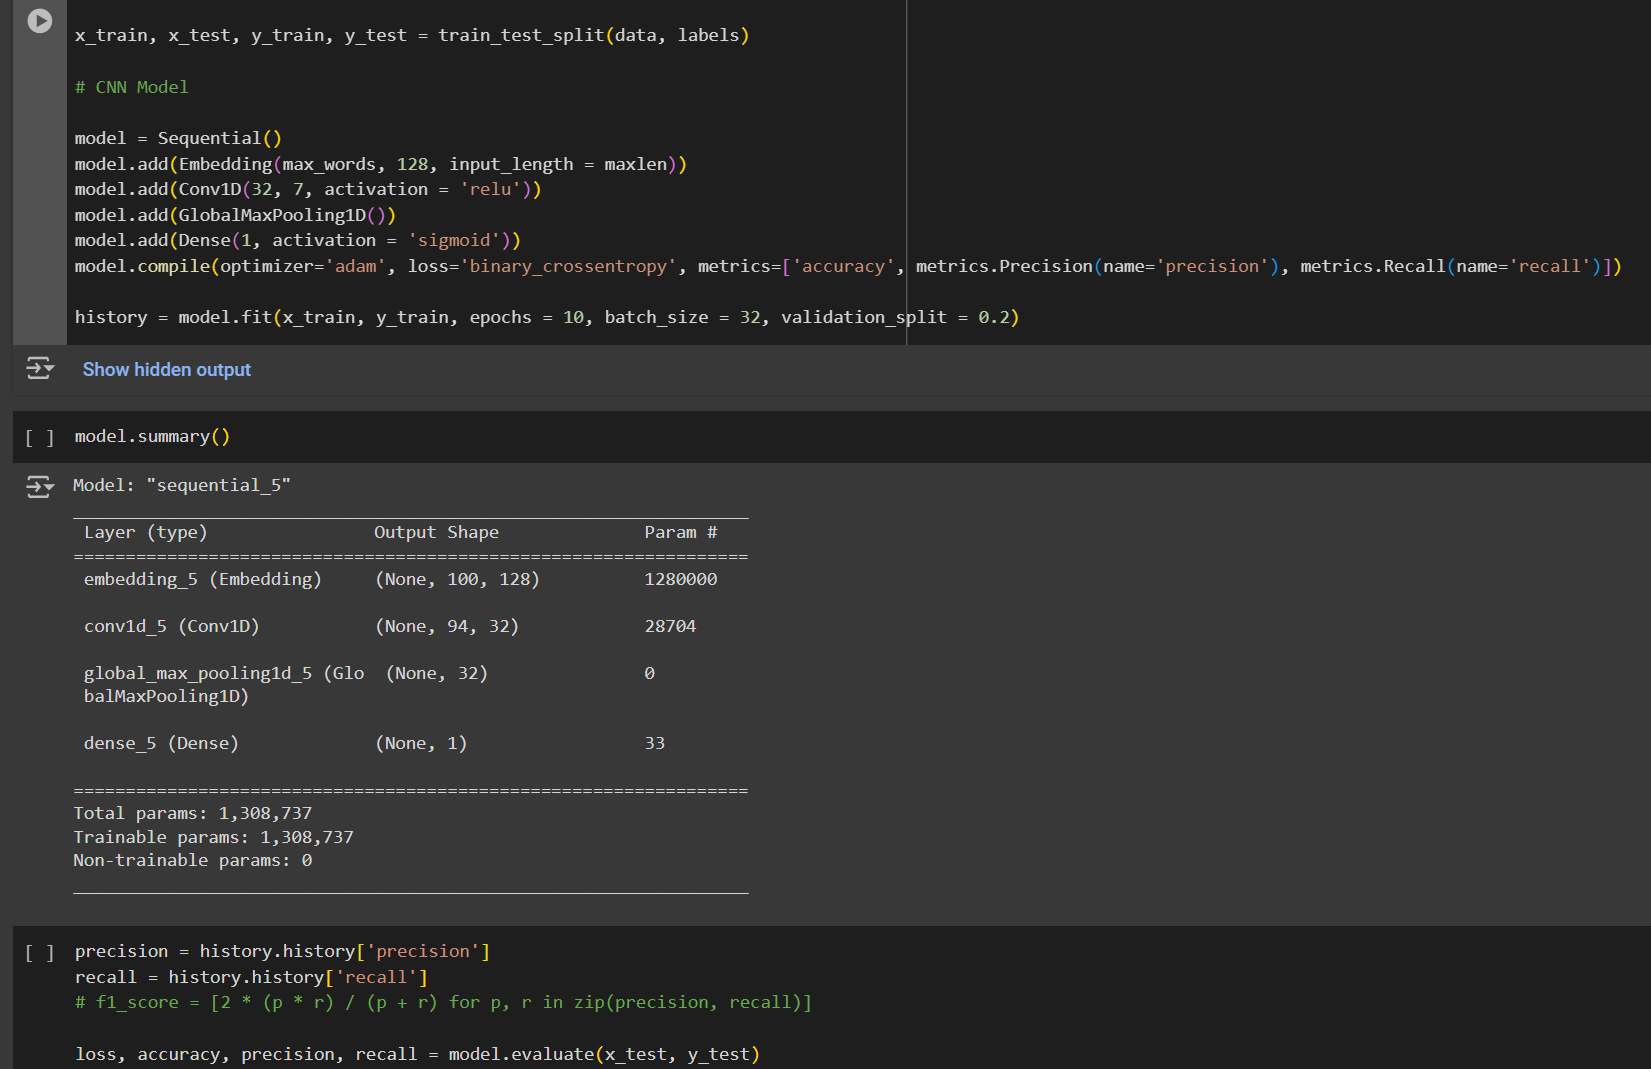 x_train, x_test, y_train, y_test = train_test_split(data, labels)
# CNN Model
model = Sequential()
model.add(Embedding(max_words, 128, input_length = maxlen))
model.add(Conv1D(32, 7, activation = 'relu'))
model.add(GlobalMaxPooling1D())
model.add(Dense(1, activation = 'sigmoid'))
model.compile(optimizer='adam', loss='binary_crossentropy', metrics=['accuracy', metrics.Precision(name='precision'), metrics.Recall(name='recall')])
history = model.fit(x_train, y_train, epochs = 10, batch_size = 32, validation_split = 0.2)
Show hidden output
[ ] model.summary()
Model: "sequential_5"
_________________________________________________________________
Layer (type) Output Shape Param #
=================================================================
embedding_5 (Embedding) (None, 100, 128) 1280000
conv1d_5 (Conv1D) (None, 94, 32) 28704
global_max_pooling1d_5 (Glo (None, 32) 0
balMaxPooling1D)
dense_5 (Dense) (None, 1) 33
=================================================================
Total params: 1,308,737
Trainable params: 1,308,737
Non-trainable params: 0
_________________________________________________________________
[ ] precision = history.history['precision']
recall = history.history['recall']
# f1_score = [2 * (p * r) / (p + r) for p, r in zip(precision, recall)]
loss, accuracy, precision, recall = model.evaluate(x_test, y_test)